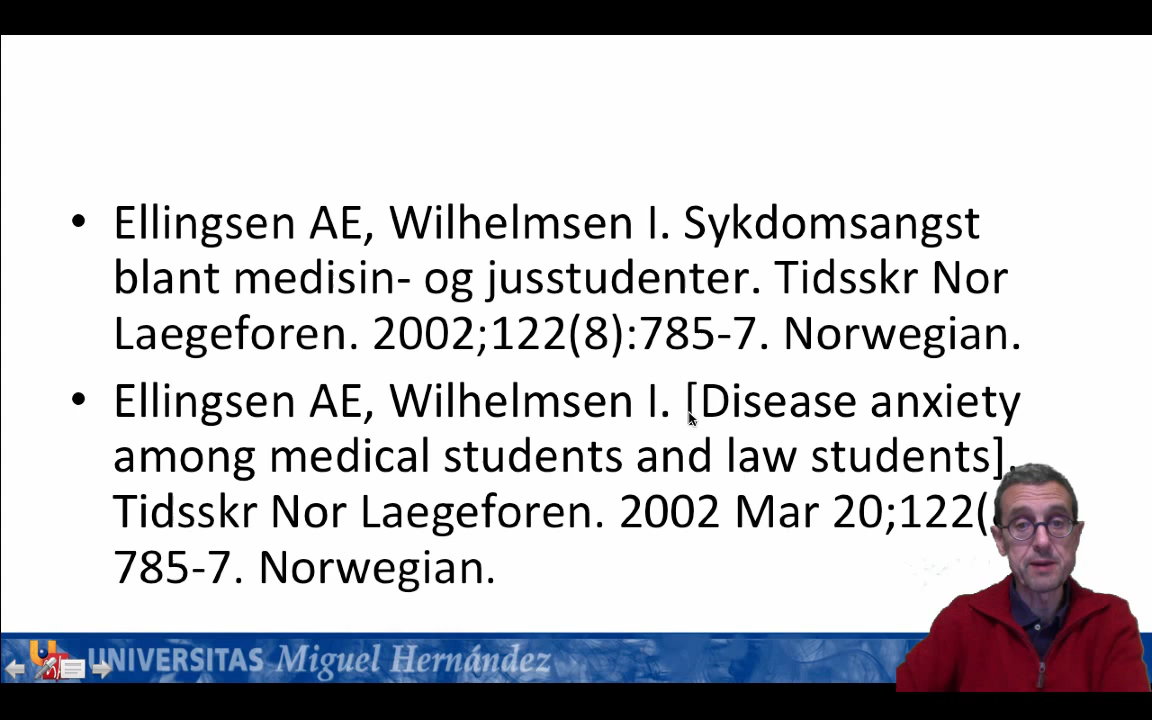 • Ellingsen AE, Wilhelmsen I. Sykdomsangst
blant medisin- og jusstudenter. Tidsskr Nor
Laegeforen. 2002;122(8):785-7. Norwegian.
• Ellingsen AE, Wilhelmsen I. [Disease anxiety
among medical students and law students].
Tidsskr Nor Laegeforen. 2002 Mar 20;122(
785-7. Norwegian.
UNIVERSITAS Miguel Hernández